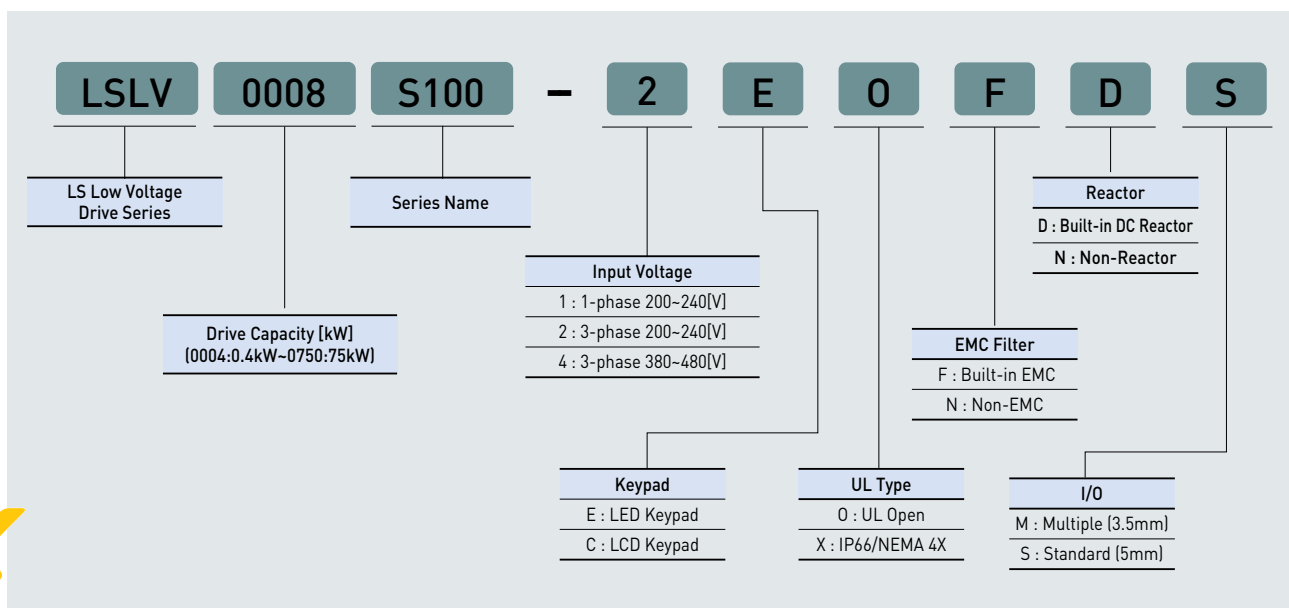 LSLV 0008 S100 - 2 E O F D S
LS Low Voltage
Drive Series
Drive Capacity [kW]
(0004:0.4kW~0750:75kW)
Series Name
Input Voltage
1 : 1-phase 200~240[V]
2 : 3-phase 200~240[V]
4 : 3-phase 380~480[V]
Keypad
E : LED Keypad
C : LCD Keypad
UL Type
O : UL Open
X : IP66/NEMA 4X
EMC Filter
F : Built-in EMC
N : Non-EMC
Reactor
D : Built-in DC Reactor
N : Non-Reactor
I/O
M : Multiple (3.5mm)
S : Standard (5mm)